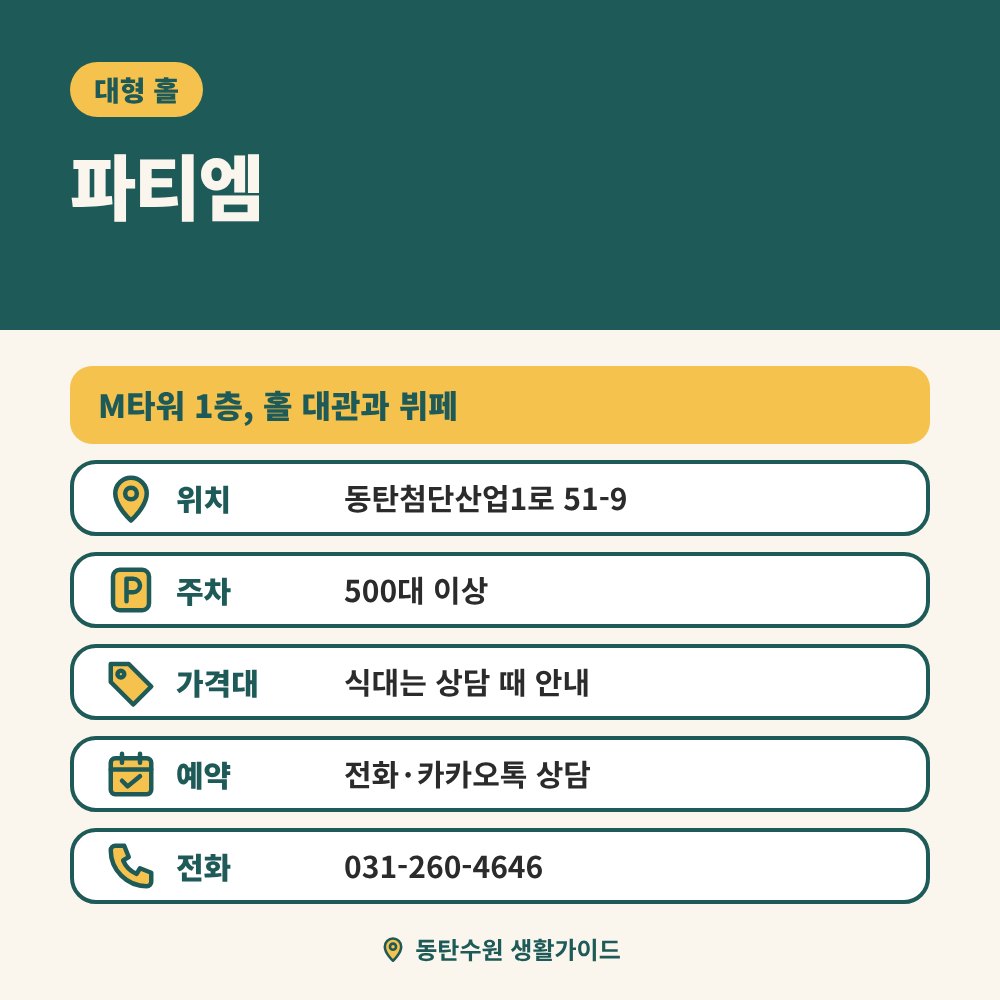 대형 홀
파티엠
M타워 1층, 홀 대관과 뷔페
위치 동탄첨단산업1로 51-9
P 주차 500대 이상
가격대 식대는 상담 때 안내
예약 전화·카카오톡 상담
전화 031-260-4646
동탄수원 생활가이드